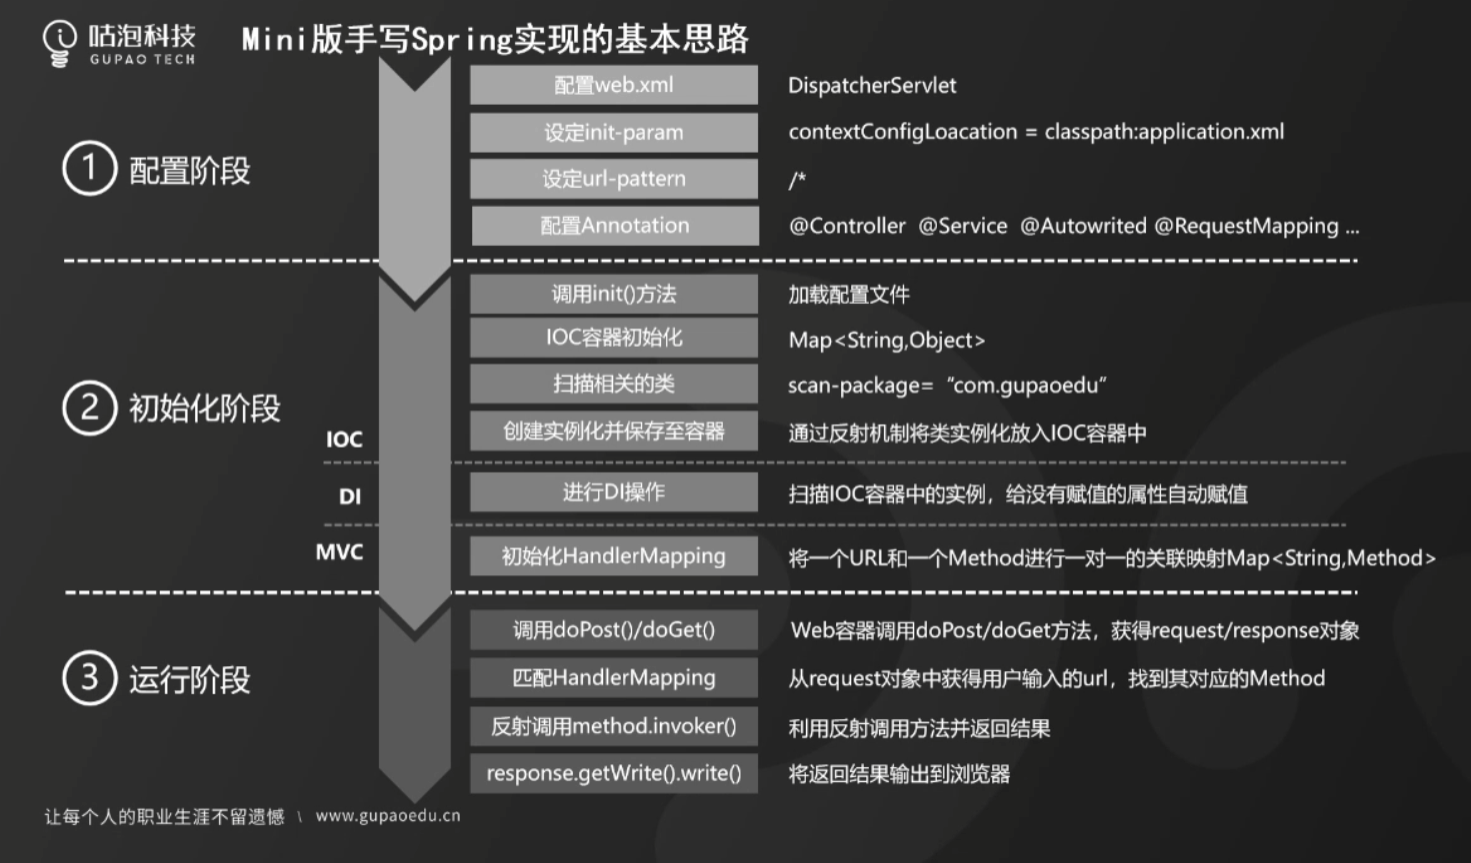 咕泡科技
GUPAO TECH
Mini版手写Spring实现的基本思路
配置web.xml DispatcherServlet
设定init-param contextConfigLoacation = classpath:application.xml
① 配置阶段
设定url-pattern /*
配置Annotation @Controller @Service @Autowrited @RequestMapping ...
调用init()方法 加载配置文件
IOC容器初始化 Map<String,Object>
扫描相关的类 scan-package= “com.gupaoedu”
② 初始化阶段
IOC 创建实例化并保存至容器 通过反射机制将类实例化放入IOC容器中
DI 进行DI操作 扫描IOC容器中的实例，给没有赋值的属性自动赋值
MVC 初始化HandlerMapping 将一个URL和一个Method进行一对一的关联映射Map<String,Method>
调用doPost()/doGet() Web容器调用doPost/doGet方法，获得request/response对象
③ 运行阶段 匹配HandlerMapping 从request对象中获得用户输入的url，找到其对应的Method
反射调用method.invoker() 利用反射调用方法并返回结果
response.getWrite().write() 将返回结果输出到浏览器
让每个人的职业生涯不留遗憾 \ www.gupaoedu.cn